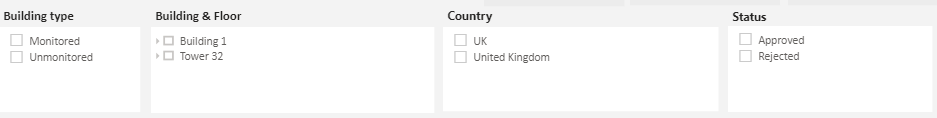 Building type
Monitored
Unmonitored
Building & Floor
Building 1
Tower 32
Country
UK
United Kingdom
Status
Approved
Rejected